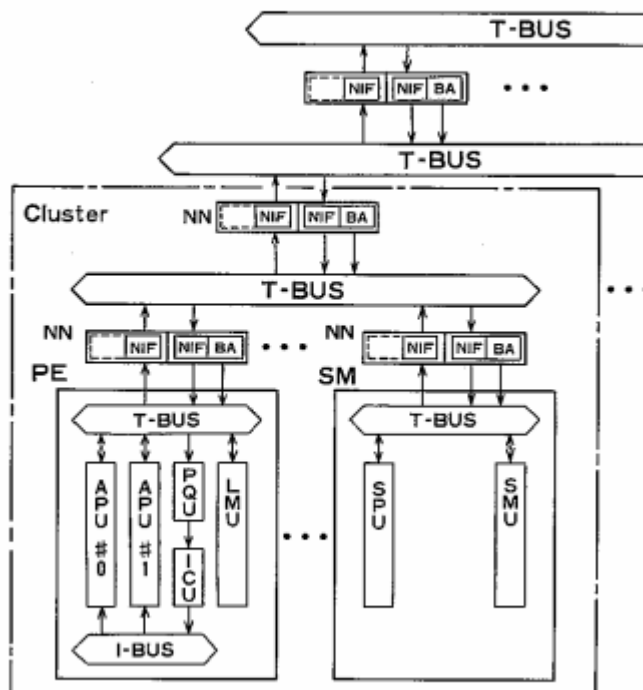 T-BUS
NIF NIF BA
T-BUS
Cluster
NN NIF NIF BA
T-BUS
NN NIF NIF BA NN NIF NIF BA
PE SM
T-BUS T-BUS
APU #0 APU #1 PQU LMU SPU SMU
ICU
I-BUS